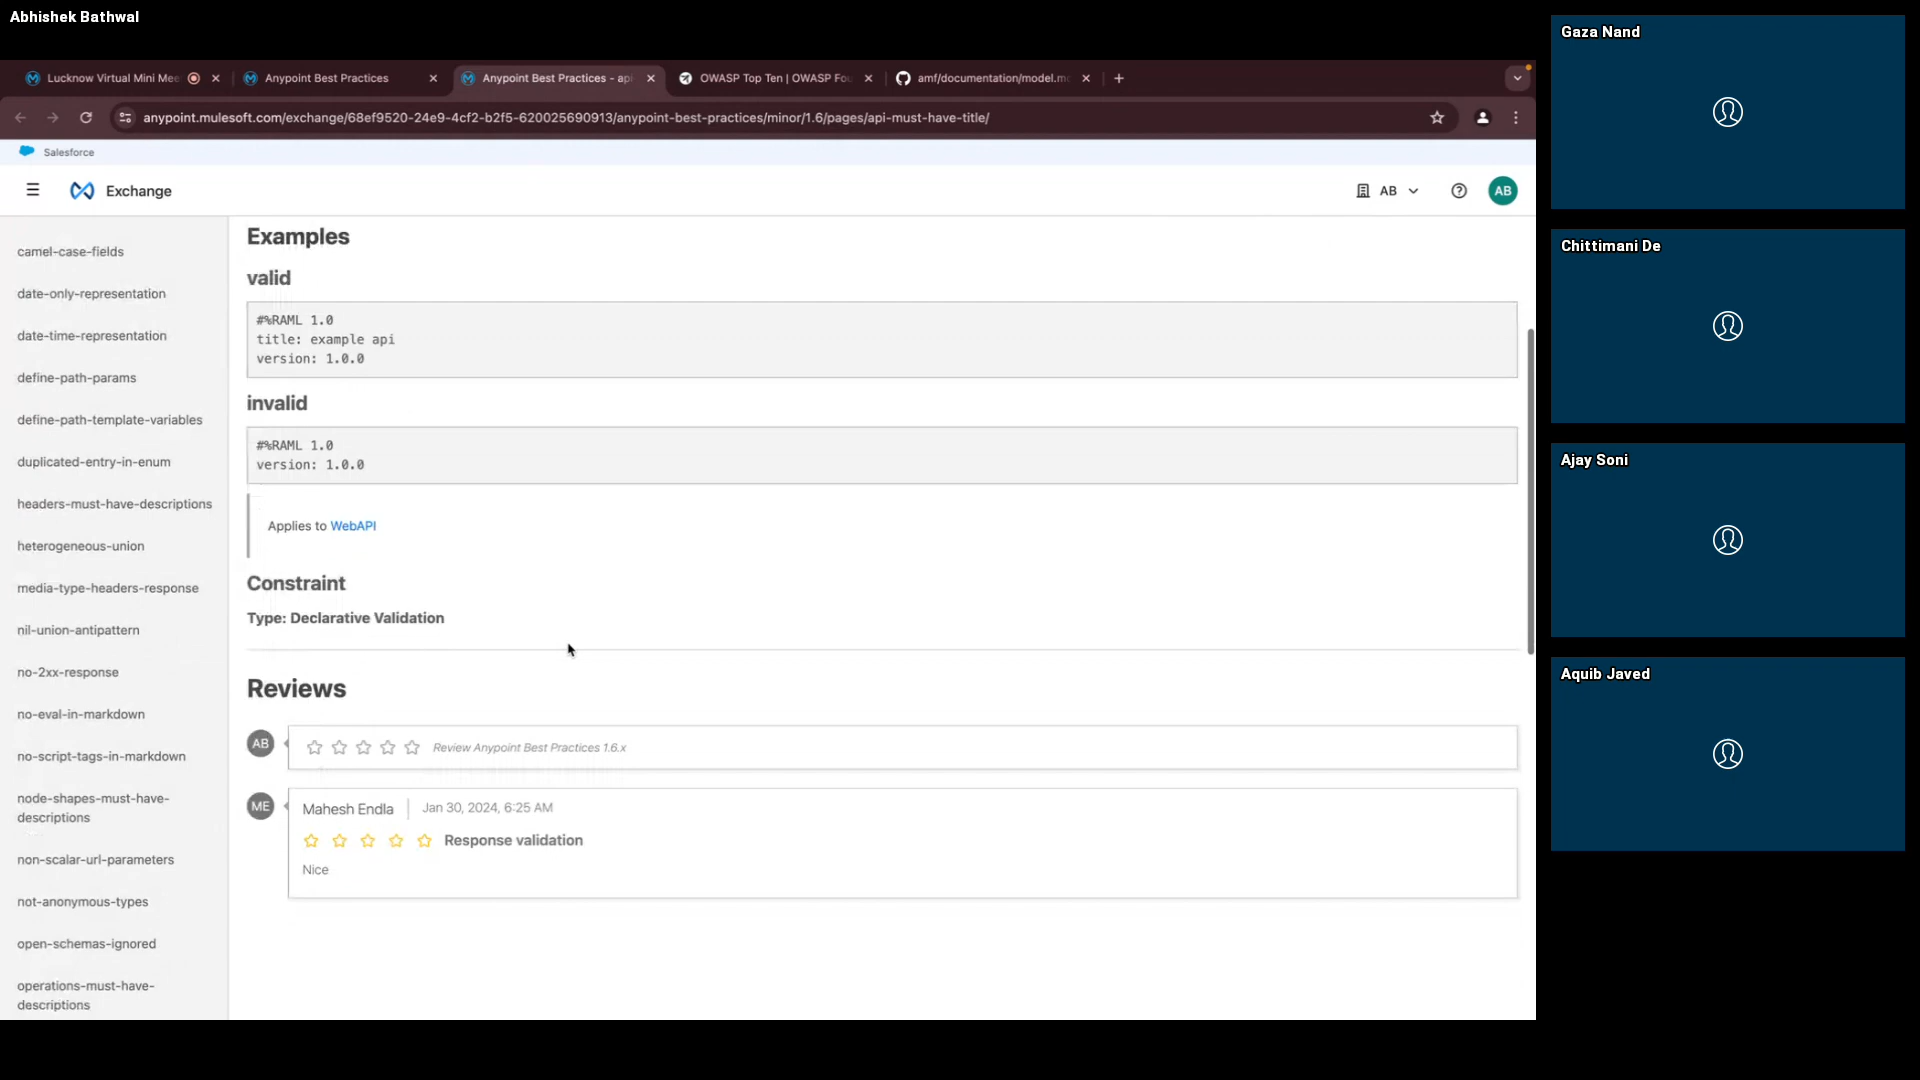 Abhishek Bathwal
Lucknow Virtual Mini Mee
Anypoint Best Practices
Anypoint Best Practices - api
OWASP Top Ten | OWASP Fou
amf/documentation/model.m
anypoint.mulesoft.com/exchange/68ef9520-24e9-4cf2-b2f5-620025690913/anypoint-best-practices/minor/1.6/pages/api-must-have-title/
Salesforce
Exchange
AB
AB
camel-case-fields
date-only-representation
date-time-representation
define-path-params
define-path-template-variables
duplicated-entry-in-enum
headers-must-have-descriptions
heterogeneous-union
media-type-headers-response
nil-union-antipattern
no-2xx-response
no-eval-in-markdown
no-script-tags-in-markdown
node-shapes-must-have-
descriptions
non-scalar-url-parameters
not-anonymous-types
open-schemas-ignored
operations-must-have-
descriptions
Examples
valid
#%RAML 1.0
title: example api
version: 1.0.0
invalid
#%RAML 1.0
version: 1.0.0
Applies to WebAPI
Constraint
Type: Declarative Validation
Reviews
AB
Review Anypoint Best Practices 1.6.x
ME
Mahesh Endla
Jan 30, 2024, 6:25 AM
Response validation
Nice
Gaza Nand
Chittimani De
Ajay Soni
Aquib Javed